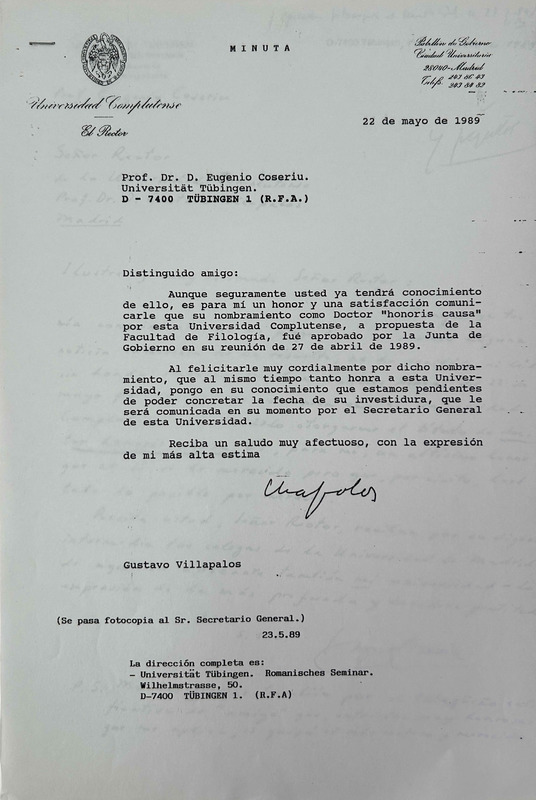 MINUTA
Pabellón de Gobierno
Ciudad Universitaria
28040-Madrid
Universidad Complutense
El Rector
22 de mayo de 1989
Prof. Dr. D. Eugenio Coseriu.
Universität Tübingen.
D - 7400 TÜBINGEN 1 (R.F.A.)
Distinguido amigo:
Aunque seguramente usted ya tendrá conocimiento
de ello, es para mí un honor y una satisfacción comuni-
carle que su nombramiento como Doctor "honoris causa"
por esta Universidad Complutense, a propuesta de la
Facultad de Filología, fué aprobado por la Junta de
Gobierno en su reunión de 27 de abril de 1989.
Al felicitarle muy cordialmente por dicho nombra-
miento, que al mismo tiempo tanto honra a esta Univer-
sidad, pongo en su conocimiento que estamos pendientes
de poder concretar la fecha de su investidura, que le
será comunicada en su momento por el Secretario General
de esta Universidad.
Reciba un saludo muy afectuoso, con la expresión
de mi más alta estima
Gustavo Villapalos
(Se pasa fotocopia al Sr. Secretario General.)
23.5.89
La dirección completa es:
- Universität Tübingen. Romanisches Seminar.
Wilhelmstrasse, 50.
D-7400 TÜBINGEN 1. (R.F.A)